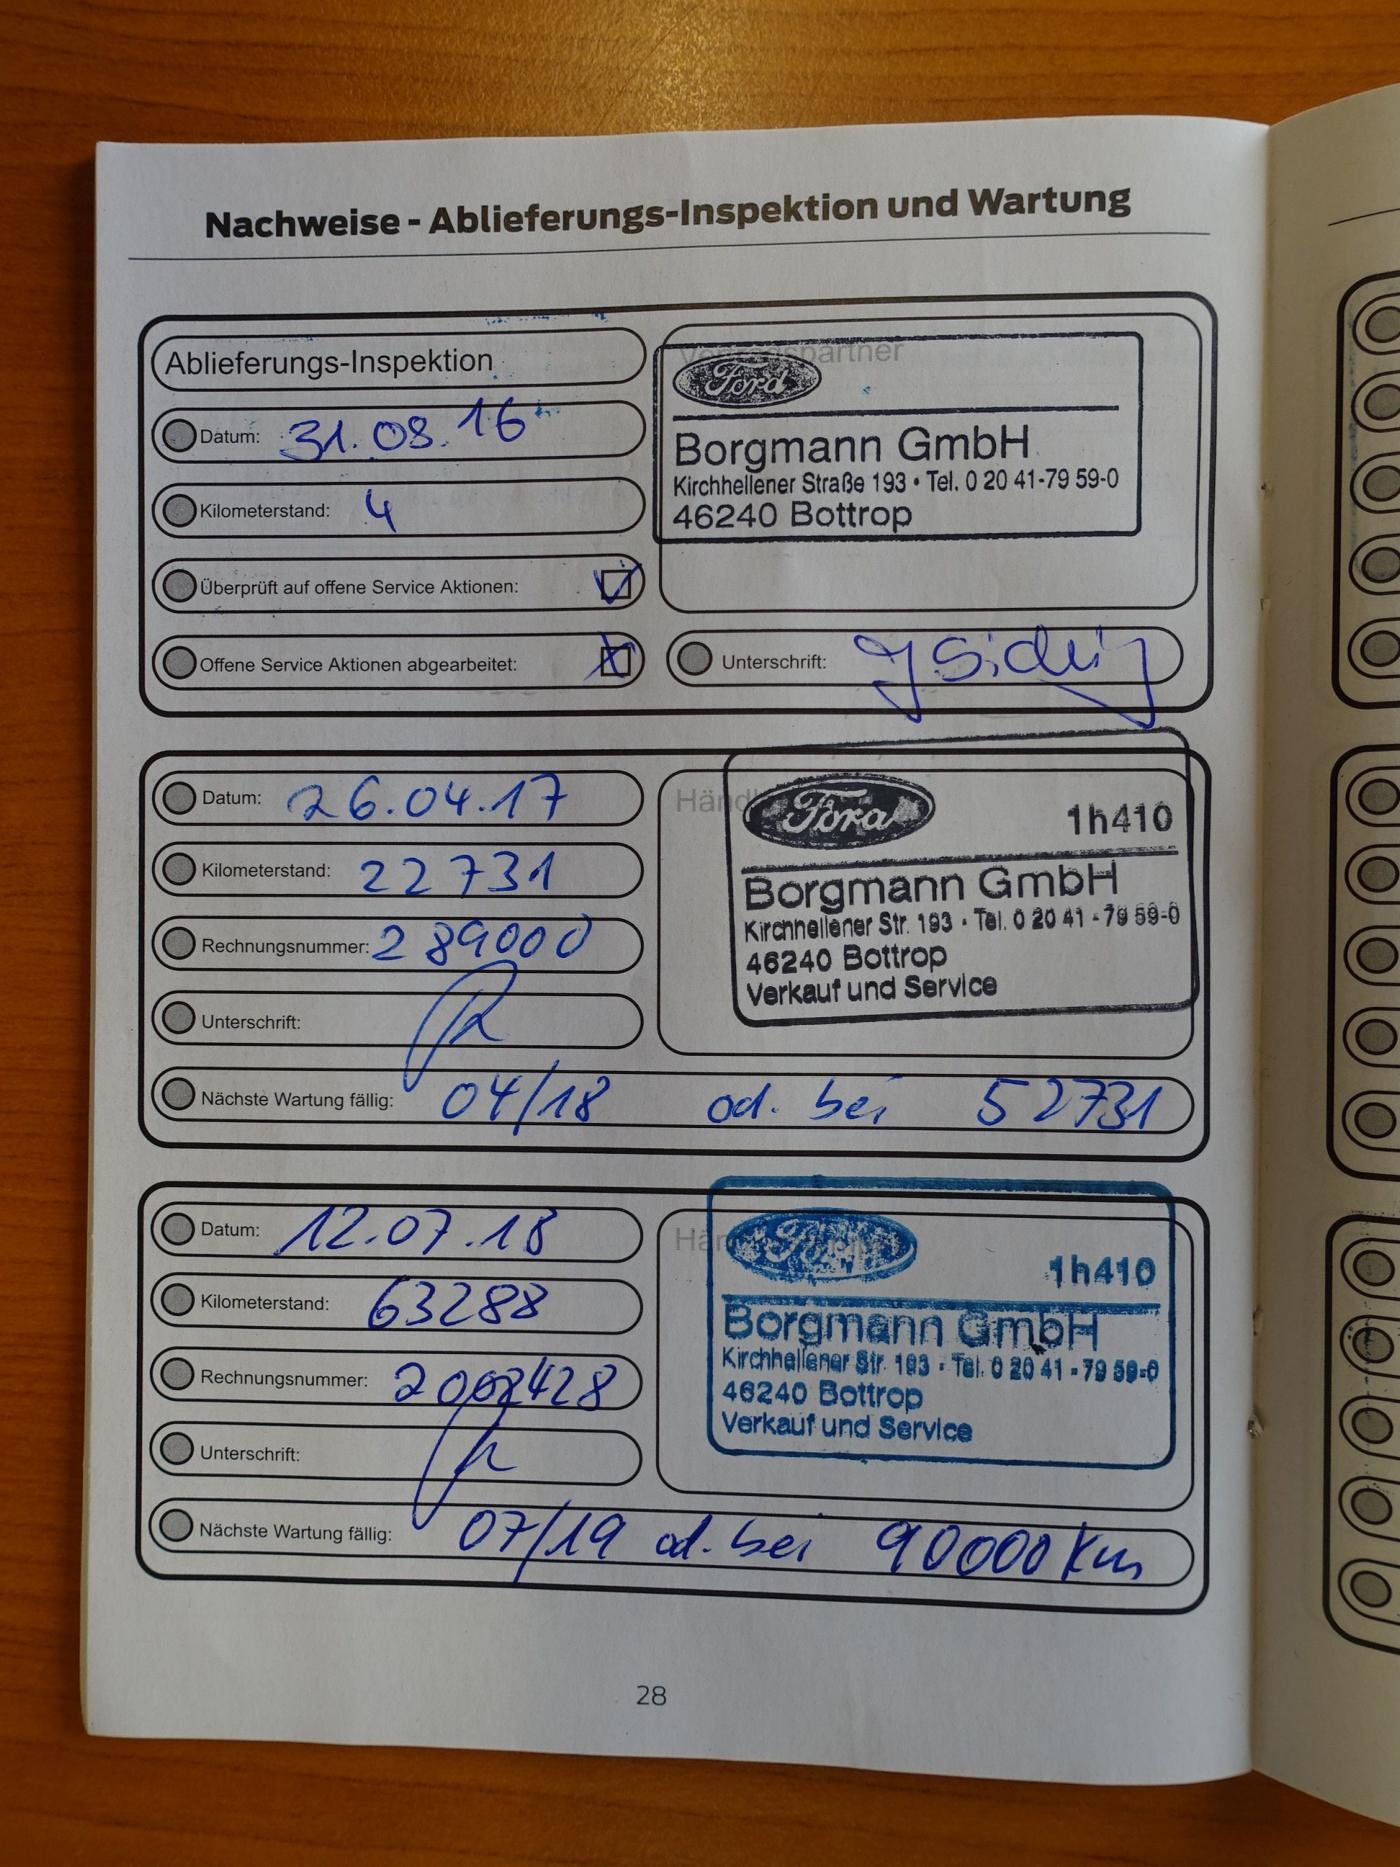 Nachweise - Ablieferungs-Inspektion und Wartung
Ablieferungs-Inspektion
Datum: 31.08.16
Kilometerstand: 4
Überprüft auf offene Service Aktionen:
Offene Service Aktionen abgearbeitet:
Vertragspartner
Ford
Borgmann GmbH
Kirchhellener Straße 193 • Tel. 0 20 41-79 59-0
46240 Bottrop
Unterschrift:
Datum: 26.04.17
Kilometerstand: 22731
Rechnungsnummer: 289000
Unterschrift:
Nächste Wartung fällig: 04/18 od. bei 52731
Ford 1h410
Borgmann GmbH
Kirchhellener Str. 193 • Tel. 0 20 41 - 79 59-0
46240 Bottrop
Verkauf und Service
Datum: 12.07.18
Kilometerstand: 63288
Rechnungsnummer:
Unterschrift:
Nächste Wartung fällig: 07/19 od. bei 90000 Km
Ford 1h410
Borgmann GmbH
Kirchhellener Str. 193 • Tel. 0 20 41 - 79 59-0
46240 Bottrop
Verkauf und Service
28